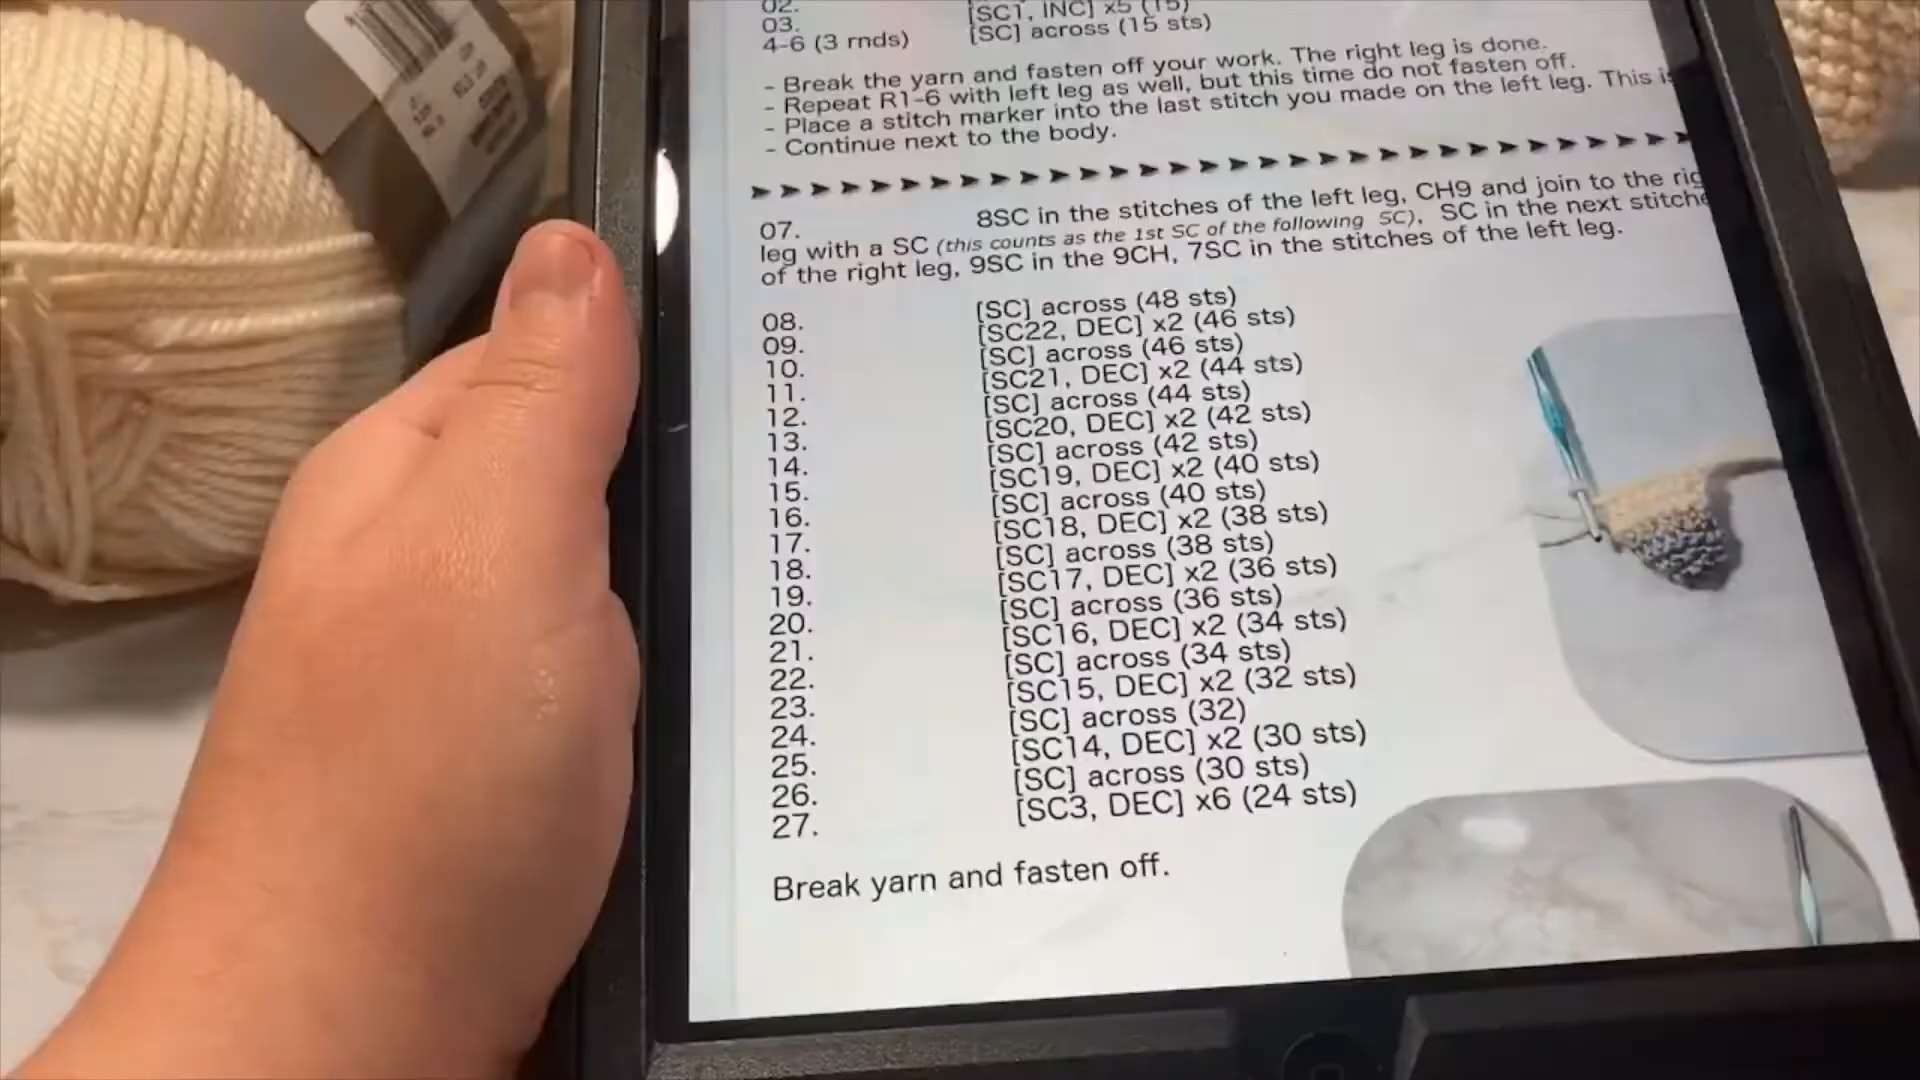 02. [SC1, INC] x5 (15)
03. [SC] across (15 sts)
4-6 (3 rnds)
- Break the yarn and fasten off your work. The right leg is done.
- Repeat R1-6 with left leg as well, but this time do not fasten off.
- Place a stitch marker into the last stitch you made on the left leg. This is
- Continue next to the body.
07. 8SC in the stitches of the left leg, CH9 and join to the rig
leg with a SC (this counts as the 1st SC of the following SC), SC in the next stitche
of the right leg, 9SC in the 9CH, 7SC in the stitches of the left leg.
08. [SC] across (48 sts)
09. [SC22, DEC] x2 (46 sts)
10. [SC] across (46 sts)
11. [SC21, DEC] x2 (44 sts)
12. [SC] across (44 sts)
13. [SC20, DEC] x2 (42 sts)
14. [SC] across (42 sts)
15. [SC19, DEC] x2 (40 sts)
16. [SC] across (40 sts)
17. [SC18, DEC] x2 (38 sts)
18. [SC] across (38 sts)
19. [SC17, DEC] x2 (36 sts)
20. [SC] across (36 sts)
21. [SC16, DEC] x2 (34 sts)
22. [SC] across (34 sts)
23. [SC15, DEC] x2 (32 sts)
24. [SC] across (32)
25. [SC14, DEC] x2 (30 sts)
26. [SC] across (30 sts)
27. [SC3, DEC] x6 (24 sts)
Break yarn and fasten off.